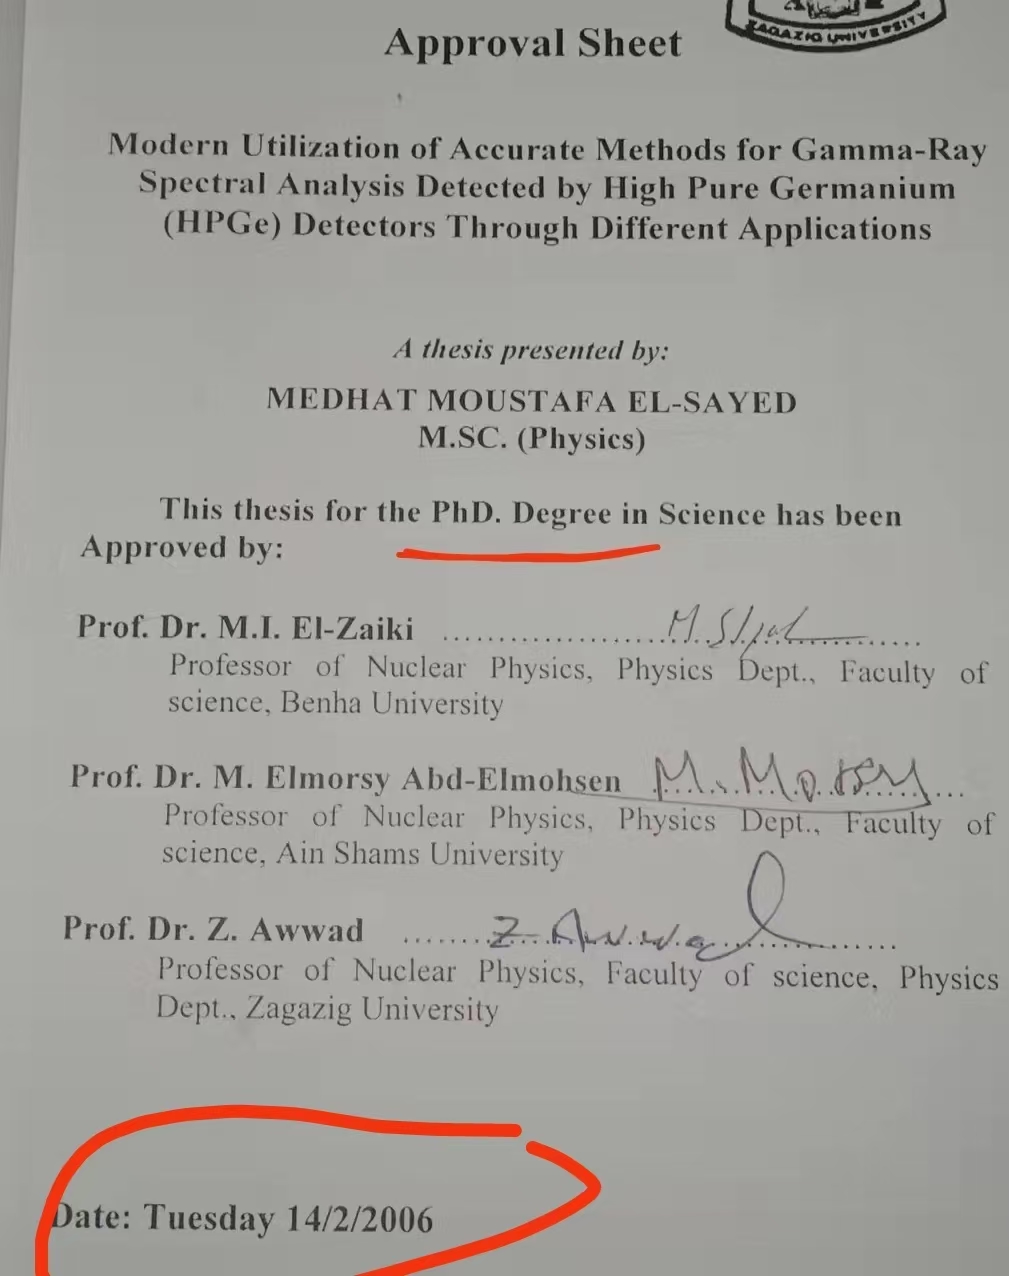 ZAGAZIG UNIVERSITY
Approval Sheet
Modern Utilization of Accurate Methods for Gamma-Ray
Spectral Analysis Detected by High Pure Germanium
(HPGe) Detectors Through Different Applications
A thesis presented by:
MEDHAT MOUSTAFA EL-SAYED
M.SC. (Physics)
This thesis for the PhD. Degree in Science has been
Approved by:
Prof. Dr. M.I. El-Zaiki ..........................................
Professor of Nuclear Physics, Physics Dept., Faculty of
science, Benha University
Prof. Dr. M. Elmorsy Abd-Elmohsen M. Morsy
Professor of Nuclear Physics, Physics Dept., Faculty of
science, Ain Shams University
Prof. Dr. Z. Awwad ........Z. Awwad............
Professor of Nuclear Physics, Faculty of science, Physics
Dept., Zagazig University
Date: Tuesday 14/2/2006